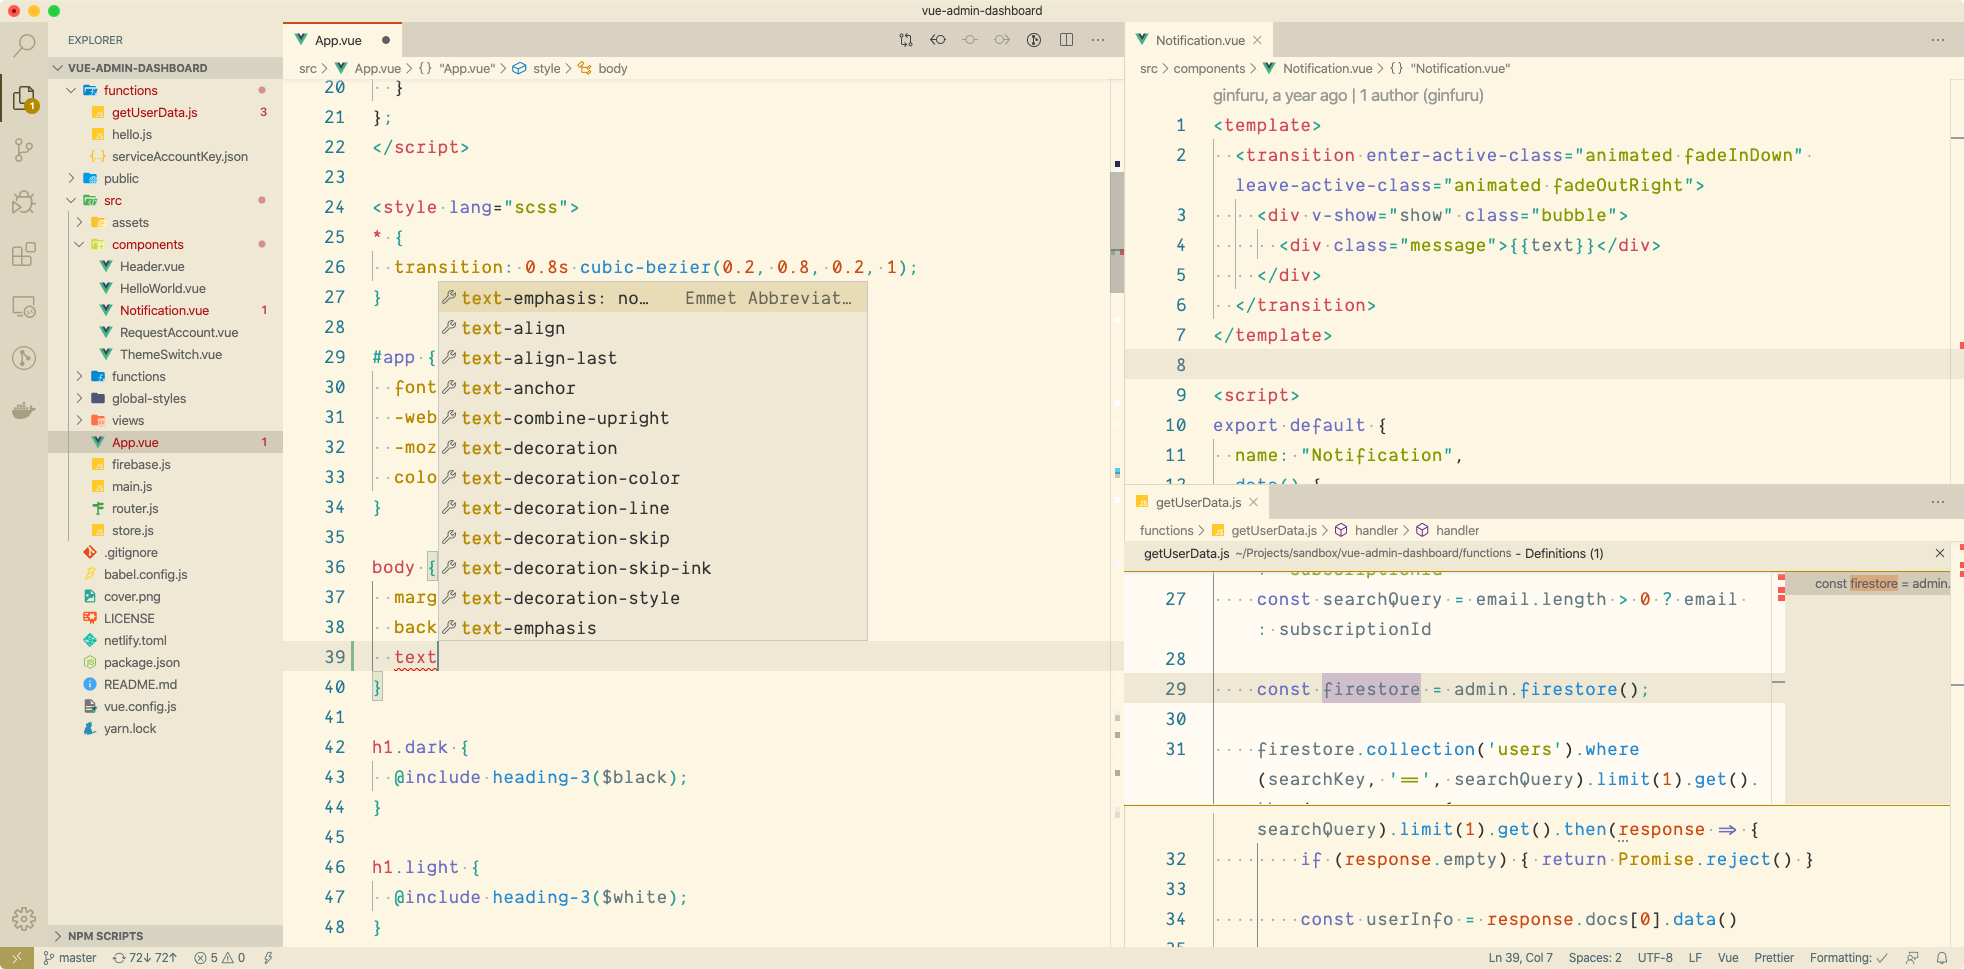 vue-admin-dashboard
EXPLORER
VUE-ADMIN-DASHBOARD
functions
getUserData.js 3
hello.js
serviceAccountKey.json
public
src
assets
components
Header.vue
HelloWorld.vue
Notification.vue 1
RequestAccount.vue
ThemeSwitch.vue
functions
global-styles
views
App.vue 1
firebase.js
main.js
router.js
store.js
.gitignore
babel.config.js
cover.png
LICENSE
netlify.toml
package.json
README.md
vue.config.js
yarn.lock
NPM SCRIPTS
1
App.vue
src > App.vue > {} "App.vue" > style > body
20 }
21 };
22 </script>
23
24 <style lang="scss">
25 * {
26 transition: 0.8s cubic-bezier(0.2, 0.8, 0.2, 1);
27 }
28
29 #app {
30 font
31 -web
32 -moz
33 colo
34 }
35
36 body {
37 marg
38 back
39 text
40 }
41
42 h1.dark {
43 @include heading-3($black);
44 }
45
46 h1.light {
47 @include heading-3($white);
48 }
text-emphasis: no… Emmet Abbreviat…
text-align
text-align-last
text-anchor
text-combine-upright
text-decoration
text-decoration-color
text-decoration-line
text-decoration-skip
text-decoration-skip-ink
text-decoration-style
text-emphasis
Notification.vue
src > components > Notification.vue > {} "Notification.vue"
ginfuru, a year ago | 1 author (ginfuru)
1 <template>
2 <transition enter-active-class="animated fadeInDown"
leave-active-class="animated fadeOutRight">
3 <div v-show="show" class="bubble">
4 <div class="message">{{text}}</div>
5 </div>
6 </transition>
7 </template>
8
9 <script>
10 export default {
11 name: "Notification",
12 data() {
getUserData.js
functions > getUserData.js > handler > handler
getUserData.js ~/Projects/sandbox/vue-admin-dashboard/functions - Definitions (1)
: subscriptionId
27 const searchQuery = email.length > 0 ? email
: subscriptionId
28
29 const firestore = admin.firestore();
30
31 firestore.collection('users').where
(searchKey, '==', searchQuery).limit(1).get().
const firestore = admin.
searchQuery).limit(1).get().then(response => {
32 if (response.empty) { return Promise.reject() }
33
34 const userInfo = response.docs[0].data()
35
master 72↓ 72↑ 5 0
Ln 39, Col 7 Spaces: 2 UTF-8 LF Vue Prettier Formatting: ✓